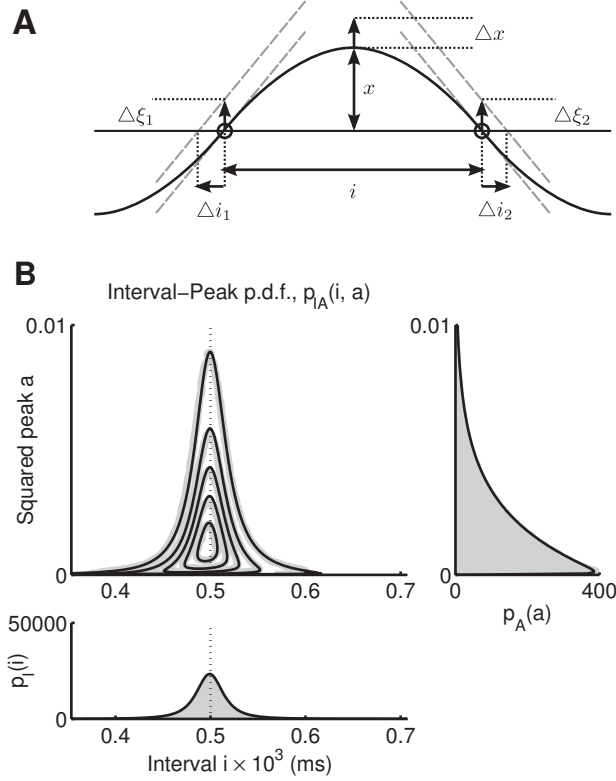 A
△x
x
△ξ1
△ξ2
i
△i1
△i2
B
Interval–Peak p.d.f., pIA(i, a)
0.01
Squared peak a
0
0.4
0.5
0.6
0.7
0.01
0
0
400
pA(a)
50000
pI(i)
0
0.4
0.5
0.6
0.7
Interval i × 10³ (ms)